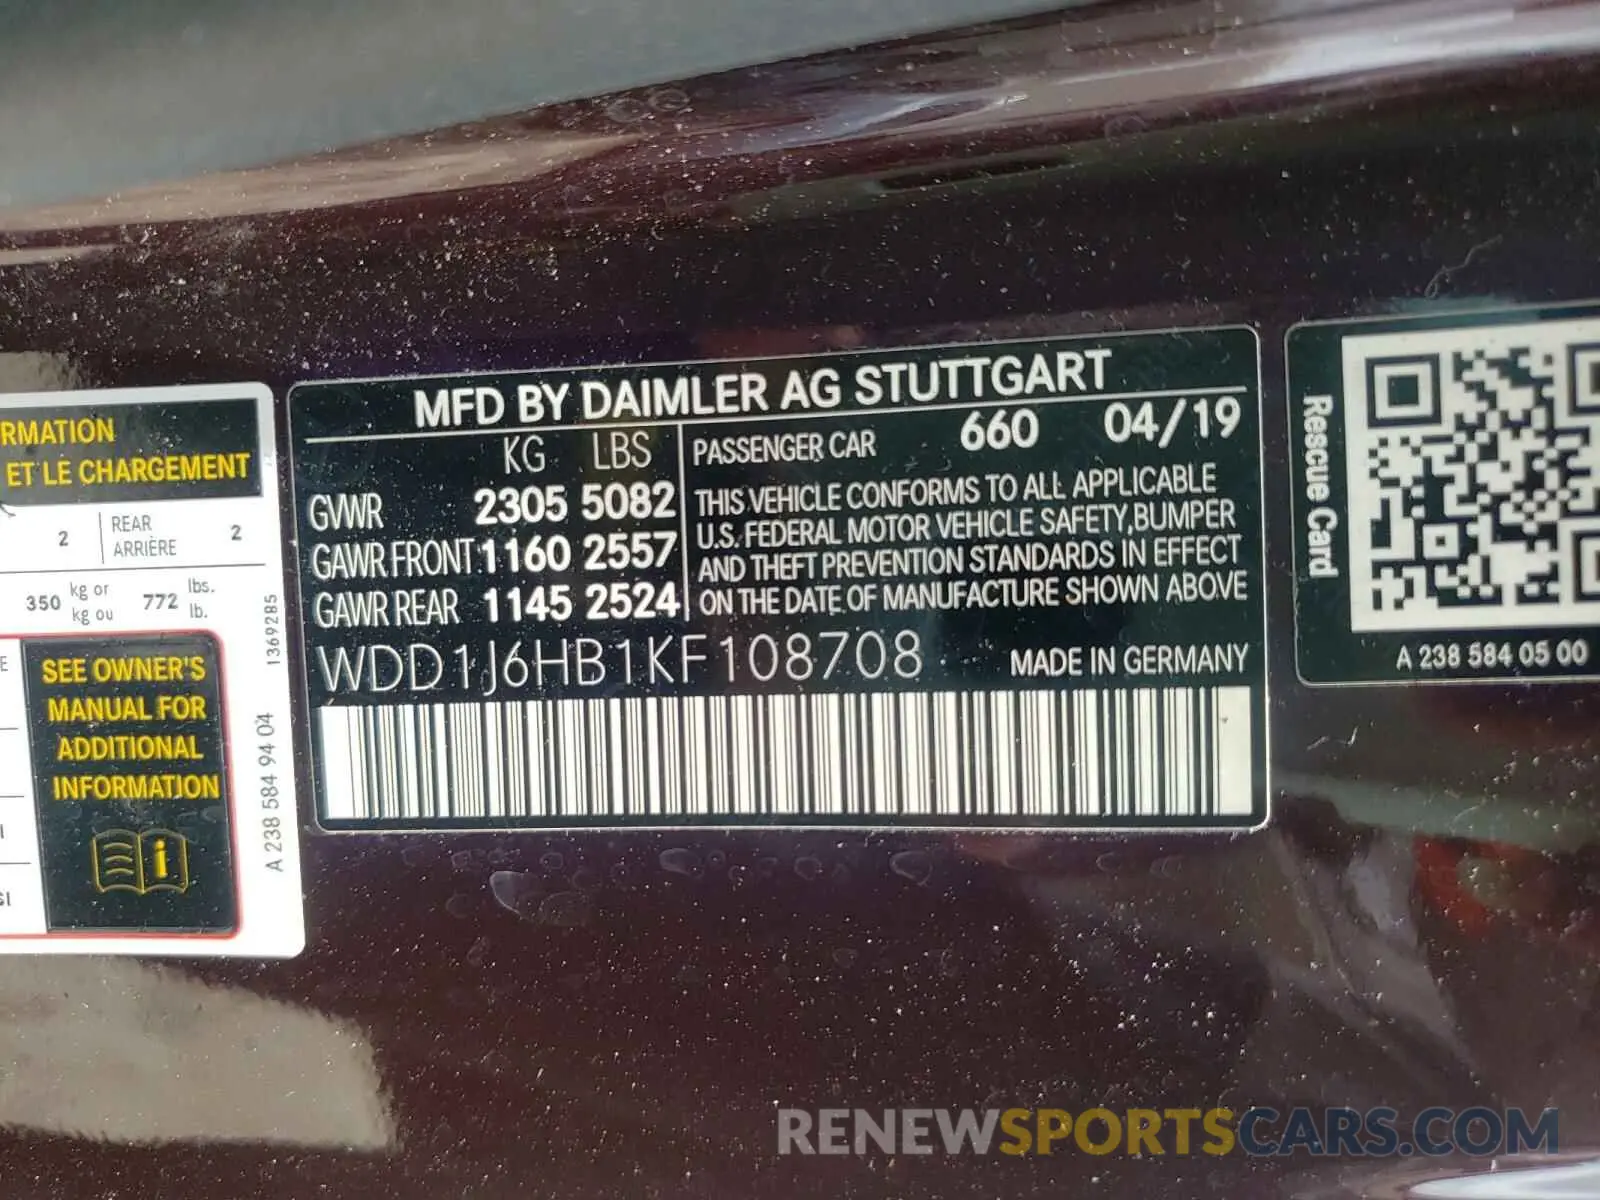 RMATION
ET LE CHARGEMENT
2 REAR ARRIÈRE 2
350 kg or kg ou 772 lbs. lb.
SEE OWNER'S
MANUAL FOR
ADDITIONAL
INFORMATION
i
A 238 584 94 04 1369285
MFD BY DAIMLER AG STUTTGART
KG LBS
GVWR 2305 5082
GAWR FRONT 1160 2557
GAWR REAR 1145 2524
PASSENGER CAR 660 04/19
THIS VEHICLE CONFORMS TO ALL APPLICABLE
U.S. FEDERAL MOTOR VEHICLE SAFETY, BUMPER
AND THEFT PREVENTION STANDARDS IN EFFECT
ON THE DATE OF MANUFACTURE SHOWN ABOVE
WDD1J6HB1KF108708 MADE IN GERMANY
Rescue Card
A 238 584 05 00
RENEWSPORTSCARS.COM